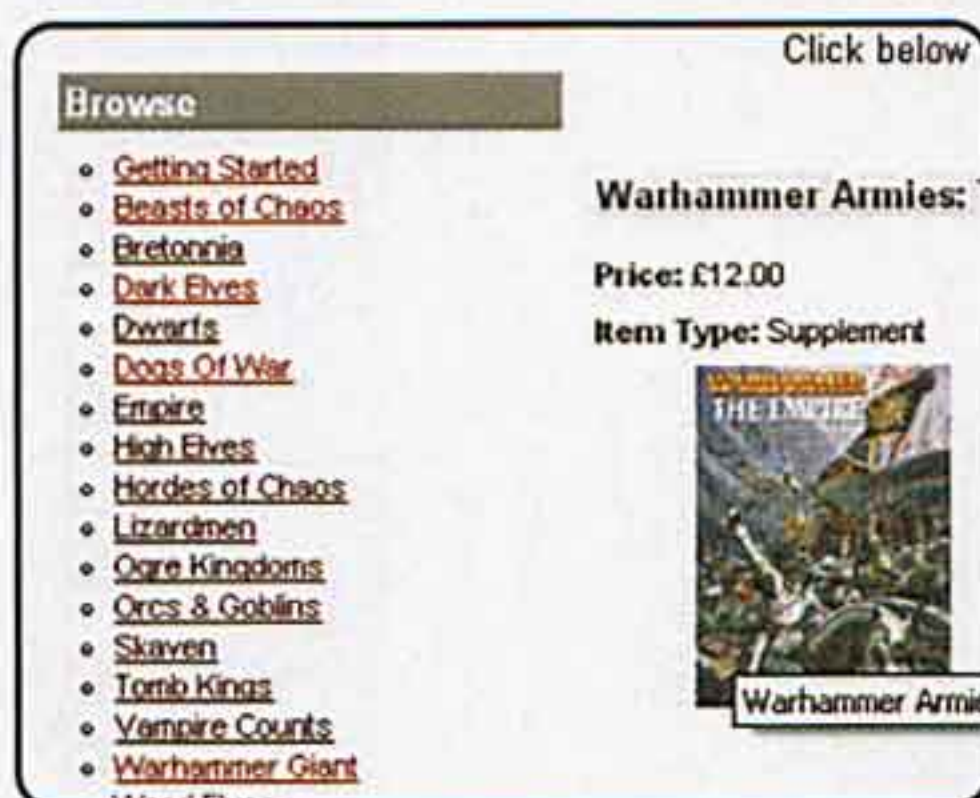 Click below
Browse
Getting Started
Beasts of Chaos
Bretonnia
Dark Elves
Dwarfs
Dogs Of War
Empire
High Elves
Hordes of Chaos
Lizardmen
Ogre Kingdoms
Orcs & Goblins
Skaven
Tomb Kings
Vampire Counts
Warhammer Giant
Warhammer Armies:
Price: £12.00
Item Type: Supplement
WARHAMMER
THE EMPIRE
Warhammer